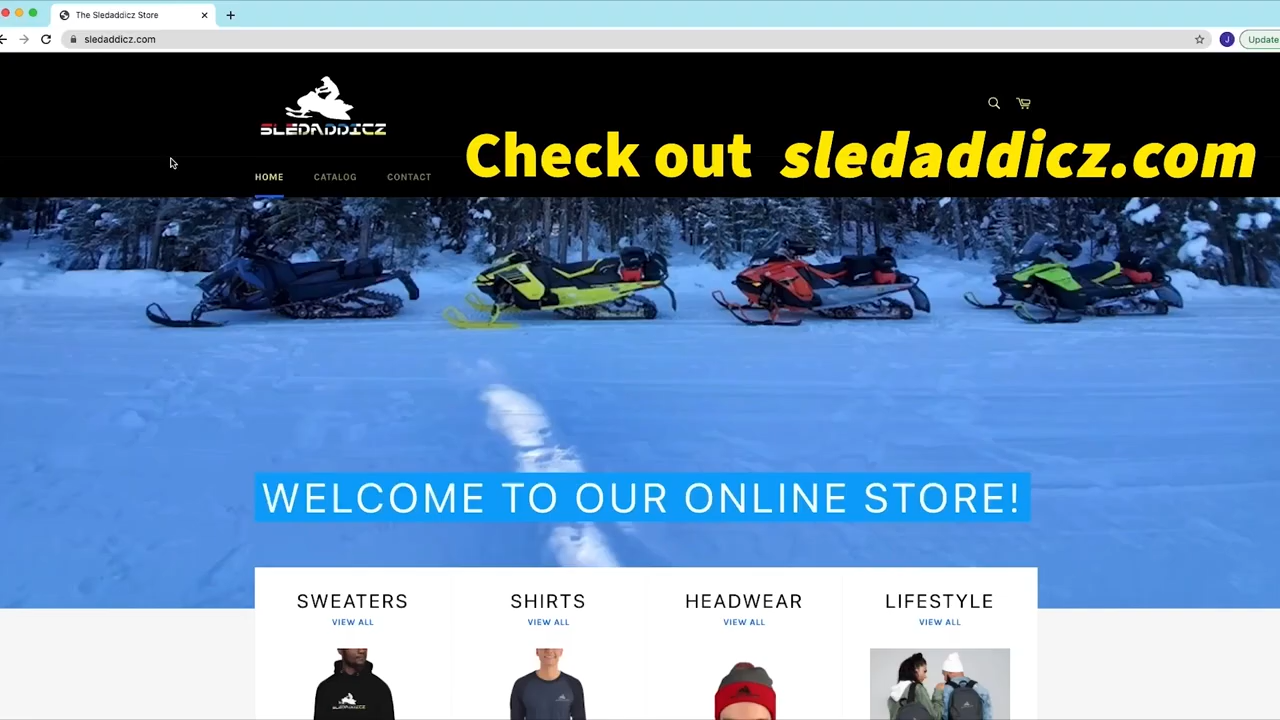 The Sledaddicz Store
sledaddicz.com
J
Update
SLEDADDICZ
Check out sledaddicz.com
HOME CATALOG CONTACT
WELCOME TO OUR ONLINE STORE!
SWEATERS SHIRTS HEADWEAR LIFESTYLE
VIEW ALL VIEW ALL VIEW ALL VIEW ALL
SLEDADDICZ